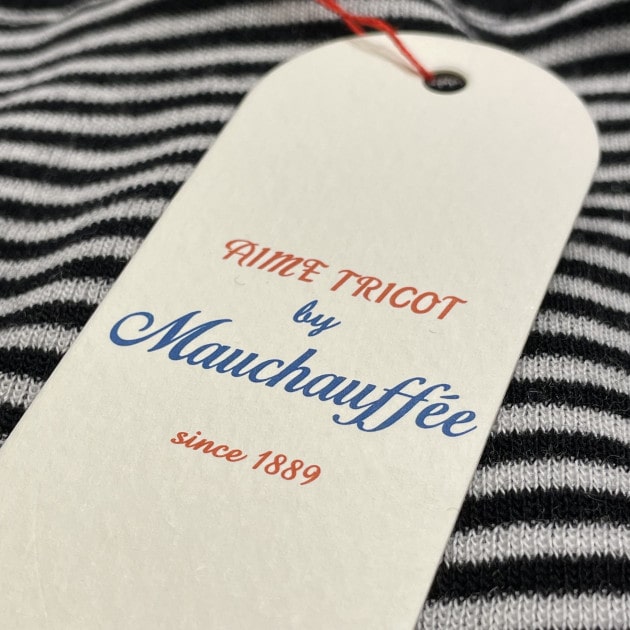 AIME TRICOT
by
Mauchauffée
since 1889